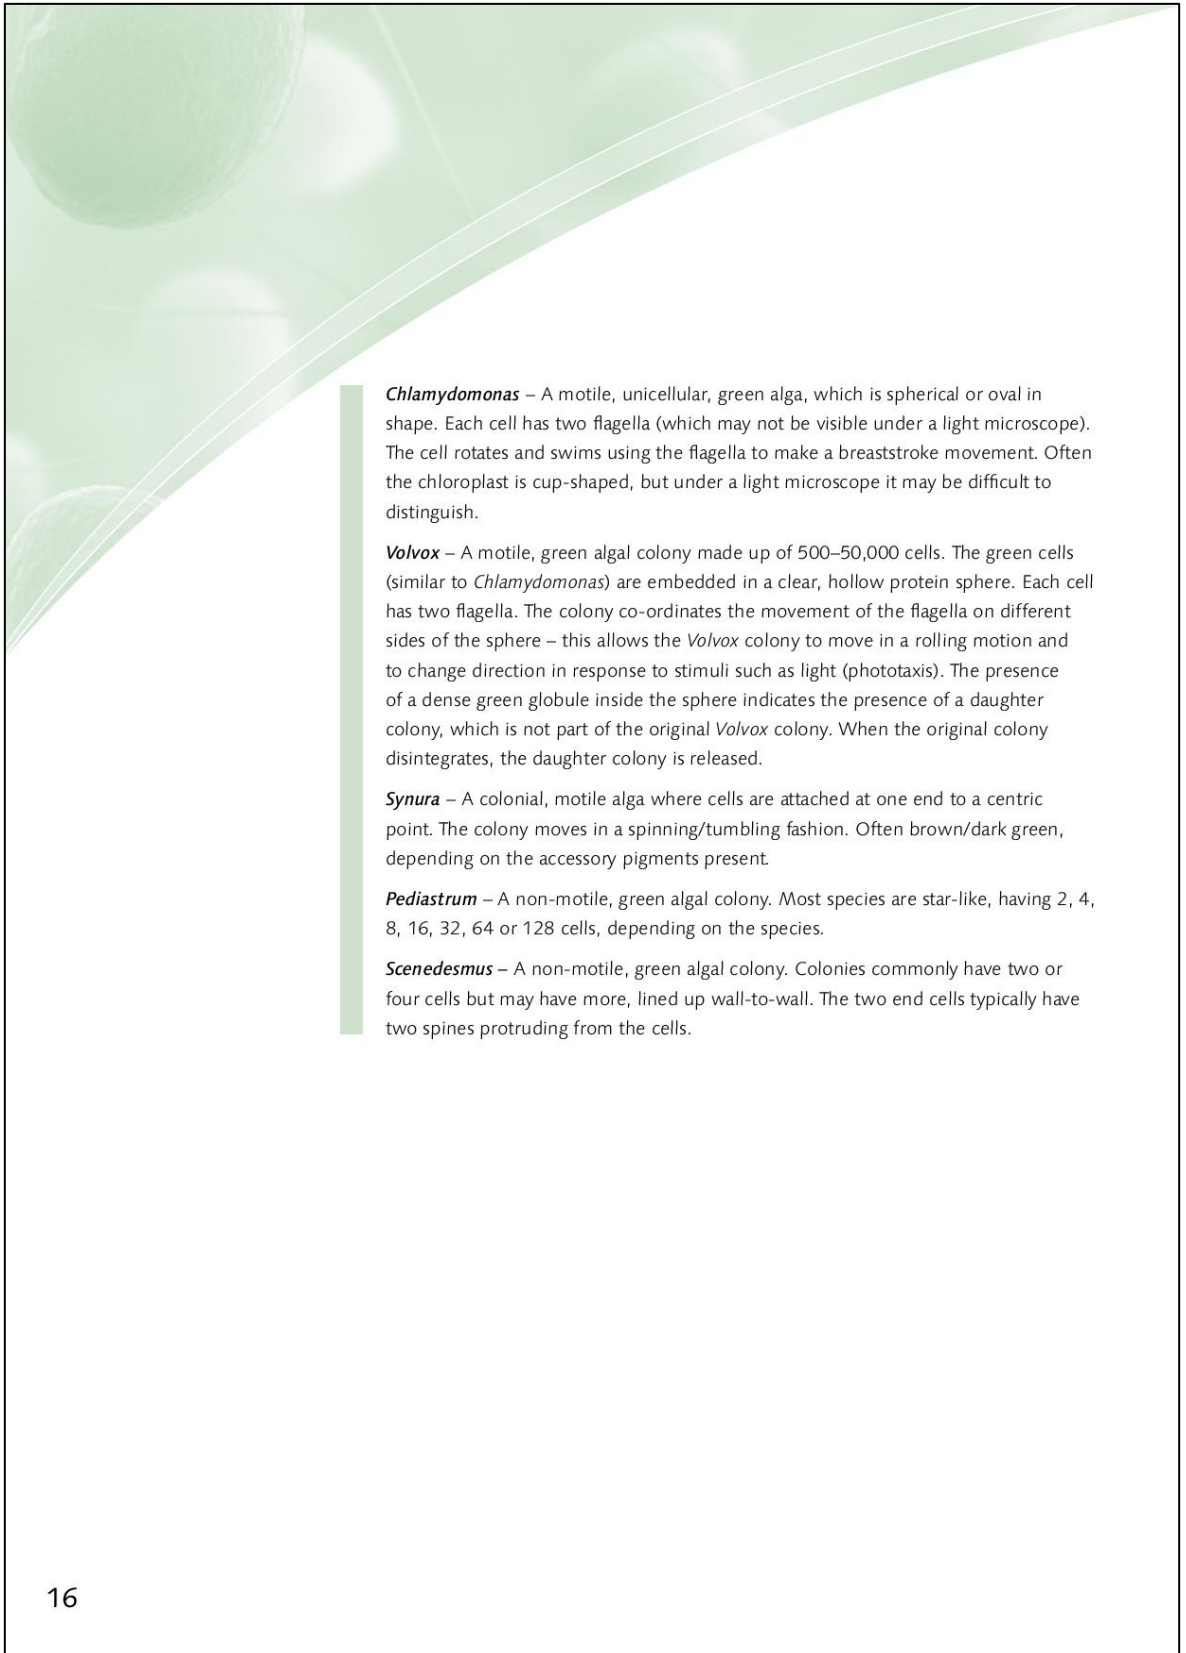 Chlamydomonas – A motile, unicellular, green alga, which is spherical or oval in
shape. Each cell has two flagella (which may not be visible under a light microscope).
The cell rotates and swims using the flagella to make a breaststroke movement. Often
the chloroplast is cup-shaped, but under a light microscope it may be difficult to
distinguish.
Volvox – A motile, green algal colony made up of 500–50,000 cells. The green cells
(similar to Chlamydomonas) are embedded in a clear, hollow protein sphere. Each cell
has two flagella. The colony co-ordinates the movement of the flagella on different
sides of the sphere – this allows the Volvox colony to move in a rolling motion and
to change direction in response to stimuli such as light (phototaxis). The presence
of a dense green globule inside the sphere indicates the presence of a daughter
colony, which is not part of the original Volvox colony. When the original colony
disintegrates, the daughter colony is released.
Synura – A colonial, motile alga where cells are attached at one end to a centric
point. The colony moves in a spinning/tumbling fashion. Often brown/dark green,
depending on the accessory pigments present.
Pediastrum – A non-motile, green algal colony. Most species are star-like, having 2, 4,
8, 16, 32, 64 or 128 cells, depending on the species.
Scenedesmus – A non-motile, green algal colony. Colonies commonly have two or
four cells but may have more, lined up wall-to-wall. The two end cells typically have
two spines protruding from the cells.
16